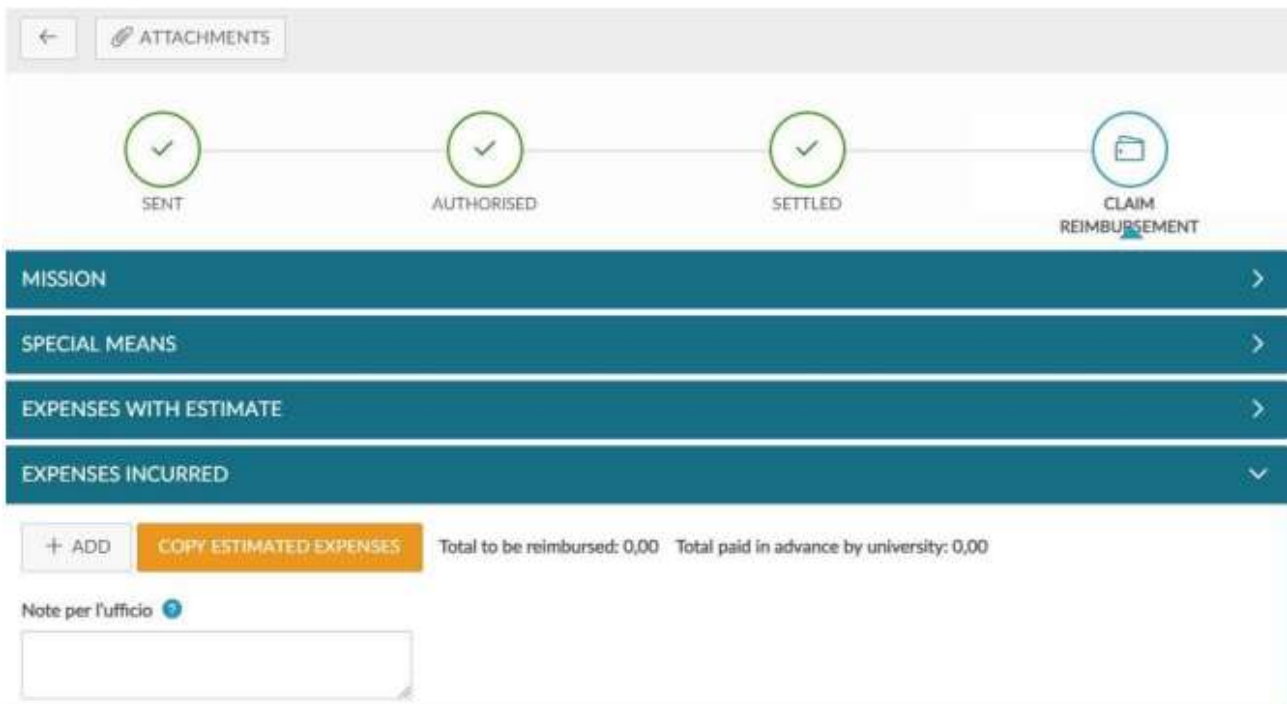 ATTACHMENTS
SENT
AUTHORISED
SETTLED
CLAIM
REIMBURSEMENT
MISSION
SPECIAL MEANS
EXPENSES WITH ESTIMATE
EXPENSES INCURRED
+ ADD COPY ESTIMATED EXPENSES Total to be reimbursed: 0,00 Total paid in advance by university: 0,00
Note per l'ufficio ?